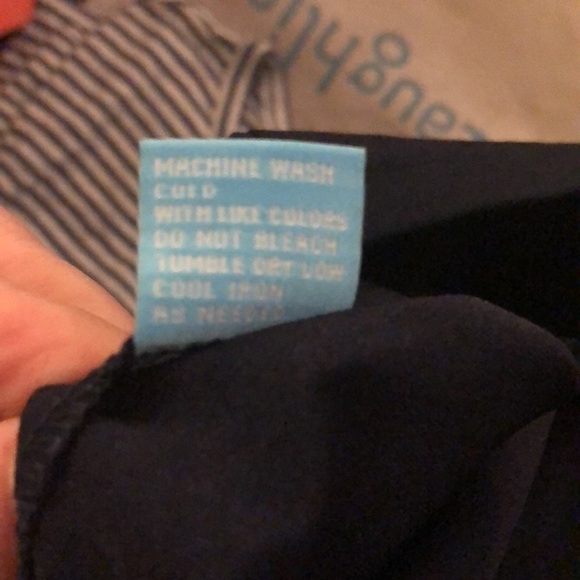 MACHINE WASH
COLD
WITH LIKE COLORS
DO NOT BLEACH
TUMBLE DRY LOW
COOL IRON
AS NEEDED